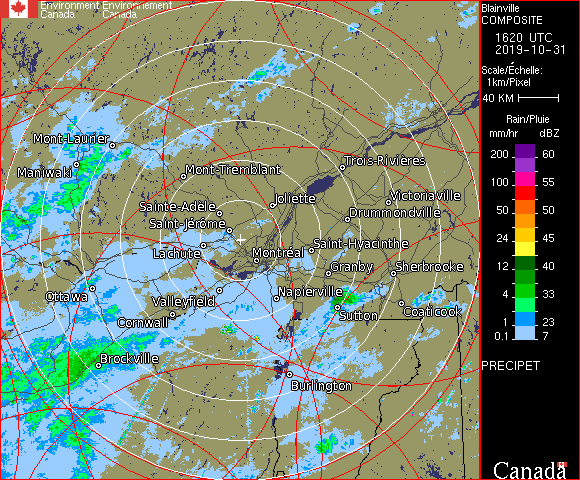 Environment Environnement
Canada Canada
Mont-Laurier
Maniwaki
Mont-Tremblant
Trois-Rivières
Joliette
Victoriaville
Sainte-Adèle
Drummondville
Saint-Jérôme
Saint-Hyacinthe
Lachute
Montréal
Granby
Sherbrooke
Ottawa
Valleyfield
Napierville
Cornwall
Sutton
Coaticook
Brockville
Burlington
Blainville
COMPOSITE
1620 UTC
2019-10-31
Scale/Échelle:
1km/Pixel
40 KM
Rain/Pluie
mm/hr dBZ
200 60
100 55
50 50
24 45
12 40
4 33
1 23
0.1 7
PRECIPET
Canada